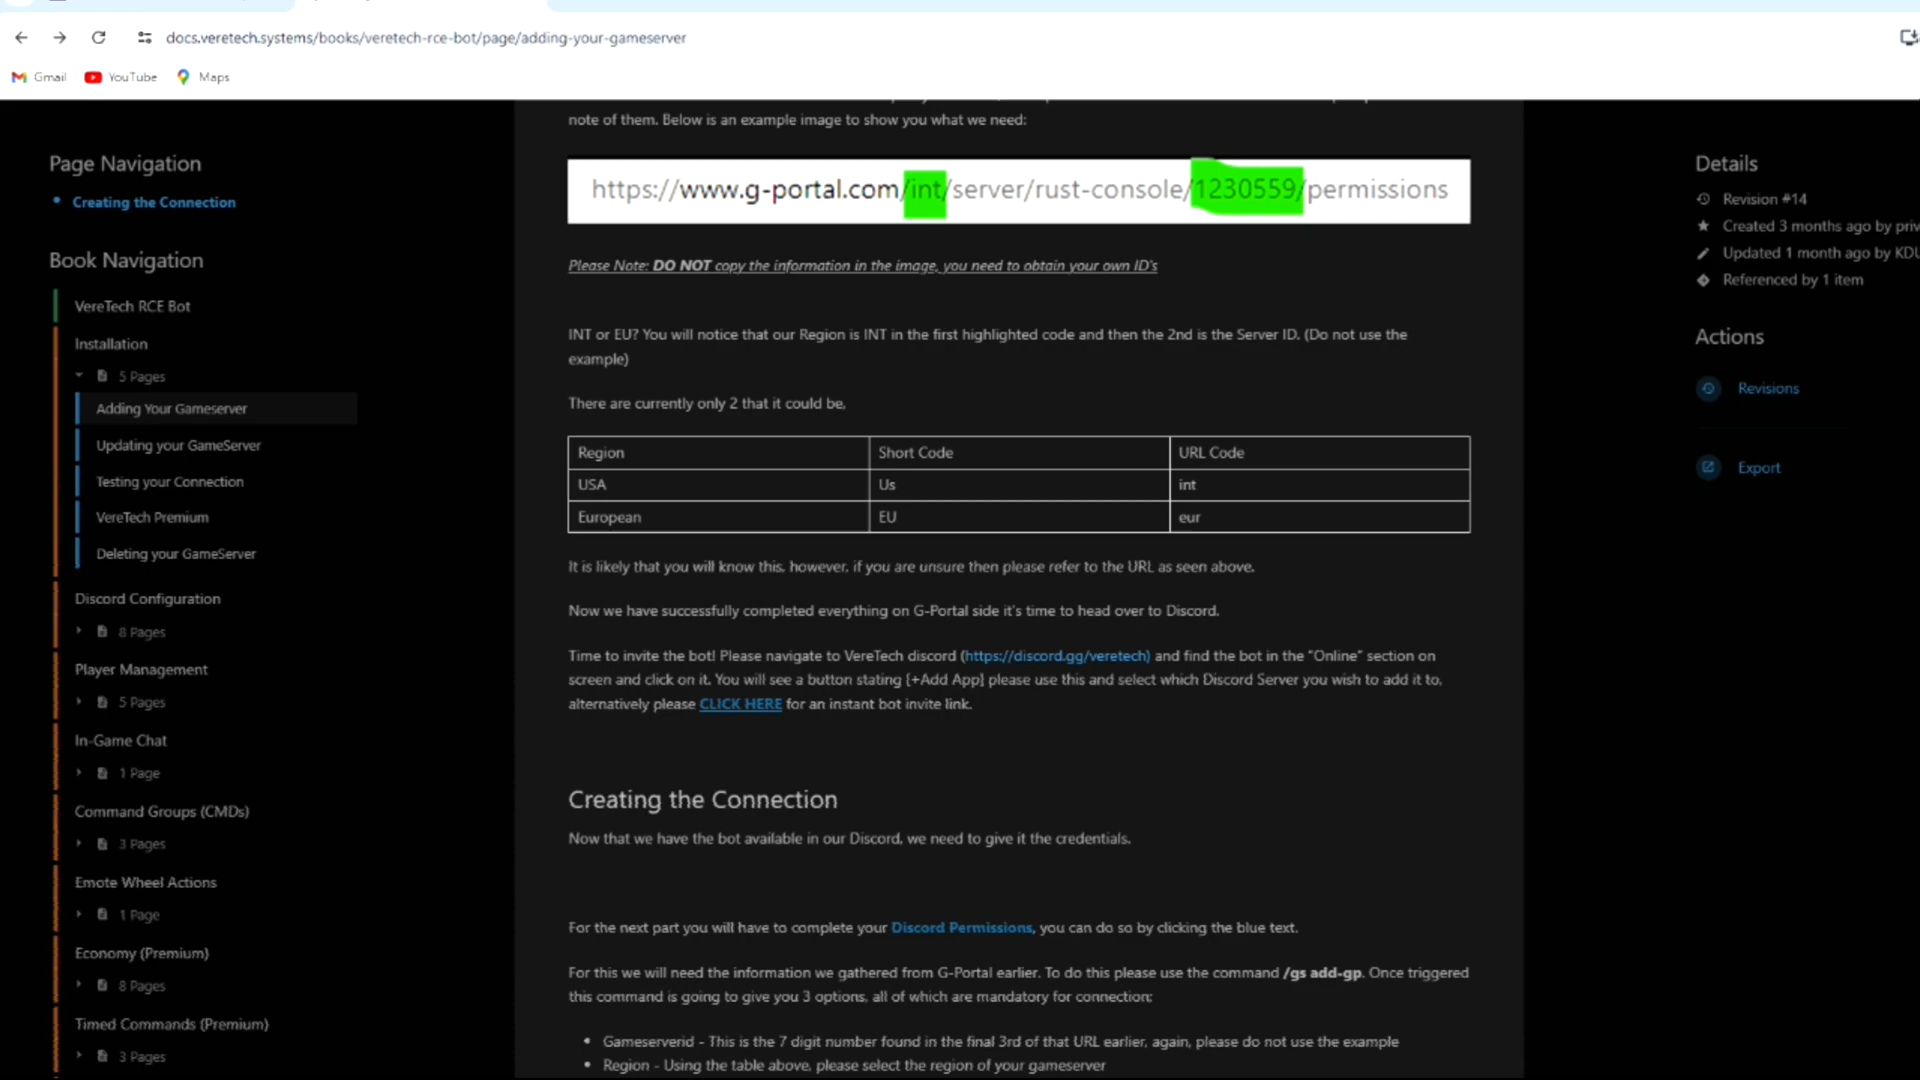 docs.veretech.systems/books/veretech-rce-bot/page/adding-your-gameserver
Gmail
YouTube
Maps
Page Navigation
Creating the Connection
Book Navigation
VereTech RCE Bot
Installation
5 Pages
Adding Your Gameserver
Updating your GameServer
Testing your Connection
VereTech Premium
Deleting your GameServer
Discord Configuration
8 Pages
Player Management
5 Pages
In-Game Chat
1 Page
Command Groups (CMDs)
3 Pages
Emote Wheel Actions
1 Page
Economy (Premium)
8 Pages
Timed Commands (Premium)
3 Pages
note of them. Below is an example image to show you what we need:
https://www.g-portal.com/int/server/rust-console/1230559/permissions
Please Note: DO NOT copy the information in the image, you need to obtain your own ID's
INT or EU? You will notice that our Region is INT in the first highlighted code and then the 2nd is the Server ID. (Do not use the
example)
There are currently only 2 that it could be,
Region Short Code URL Code
USA Us int
European EU eur
It is likely that you will know this, however, if you are unsure then please refer to the URL as seen above.
Now we have successfully completed everything on G-Portal side it's time to head over to Discord.
Time to invite the bot! Please navigate to VereTech discord (https://discord.gg/veretech) and find the bot in the "Online" section on
screen and click on it. You will see a button stating [+Add App] please use this and select which Discord Server you wish to add it to,
alternatively please CLICK HERE for an instant bot invite link.
Creating the Connection
Now that we have the bot available in our Discord, we need to give it the credentials.
For the next part you will have to complete your Discord Permissions, you can do so by clicking the blue text.
For this we will need the information we gathered from G-Portal earlier. To do this please use the command /gs add-gp. Once triggered
this command is going to give you 3 options, all of which are mandatory for connection;
Gameserverid - This is the 7 digit number found in the final 3rd of that URL earlier, again, please do not use the example
Region - Using the table above, please select the region of your gameserver
Details
Revision #14
Created 3 months ago by priv
Updated 1 month ago by KDU
Referenced by 1 item
Actions
Revisions
Export